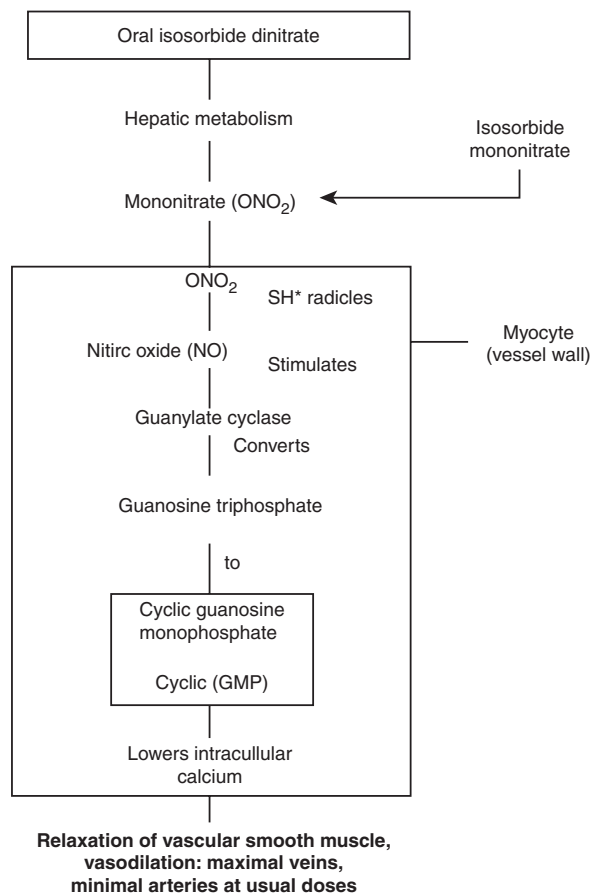 Oral isosorbide dinitrate
Hepatic metabolism
Isosorbide
mononitrate
Mononitrate (ONO2)
ONO2
SH* radicles
Nitirc oxide (NO)
Stimulates
Myocyte
(vessel wall)
Guanylate cyclase
Converts
Guanosine triphosphate
to
Cyclic guanosine
monophosphate
Cyclic (GMP)
Lowers intracullular
calcium
Relaxation of vascular smooth muscle,
vasodilation: maximal veins,
minimal arteries at usual doses